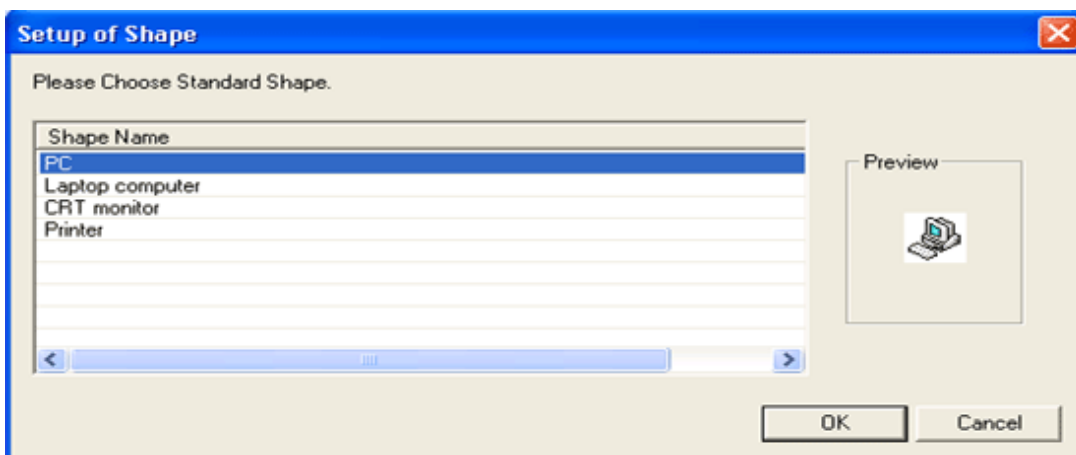 Setup of Shape
Please Choose Standard Shape.
Shape Name
PC
Laptop computer
CRT monitor
Printer
Preview
OK
Cancel